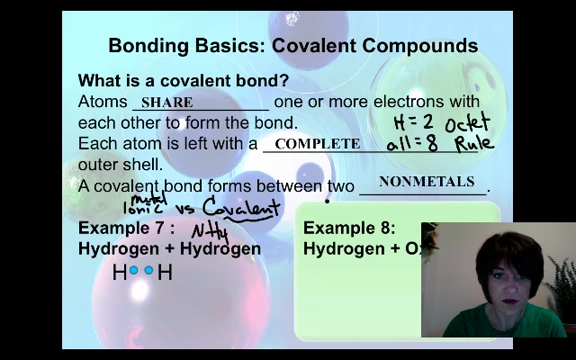 Bonding Basics: Covalent Compounds
What is a covalent bond?
Atoms SHARE one or more electrons with
each other to form the bond.
H = 2 Octet
Each atom is left with a COMPLETE
all = 8 Rule
outer shell.
A covalent bond forms between two NONMETALS.
metal
Ionic vs Covalent
Example 7 :
Hydrogen + Hydrogen
H H
Example 8:
Hydrogen +